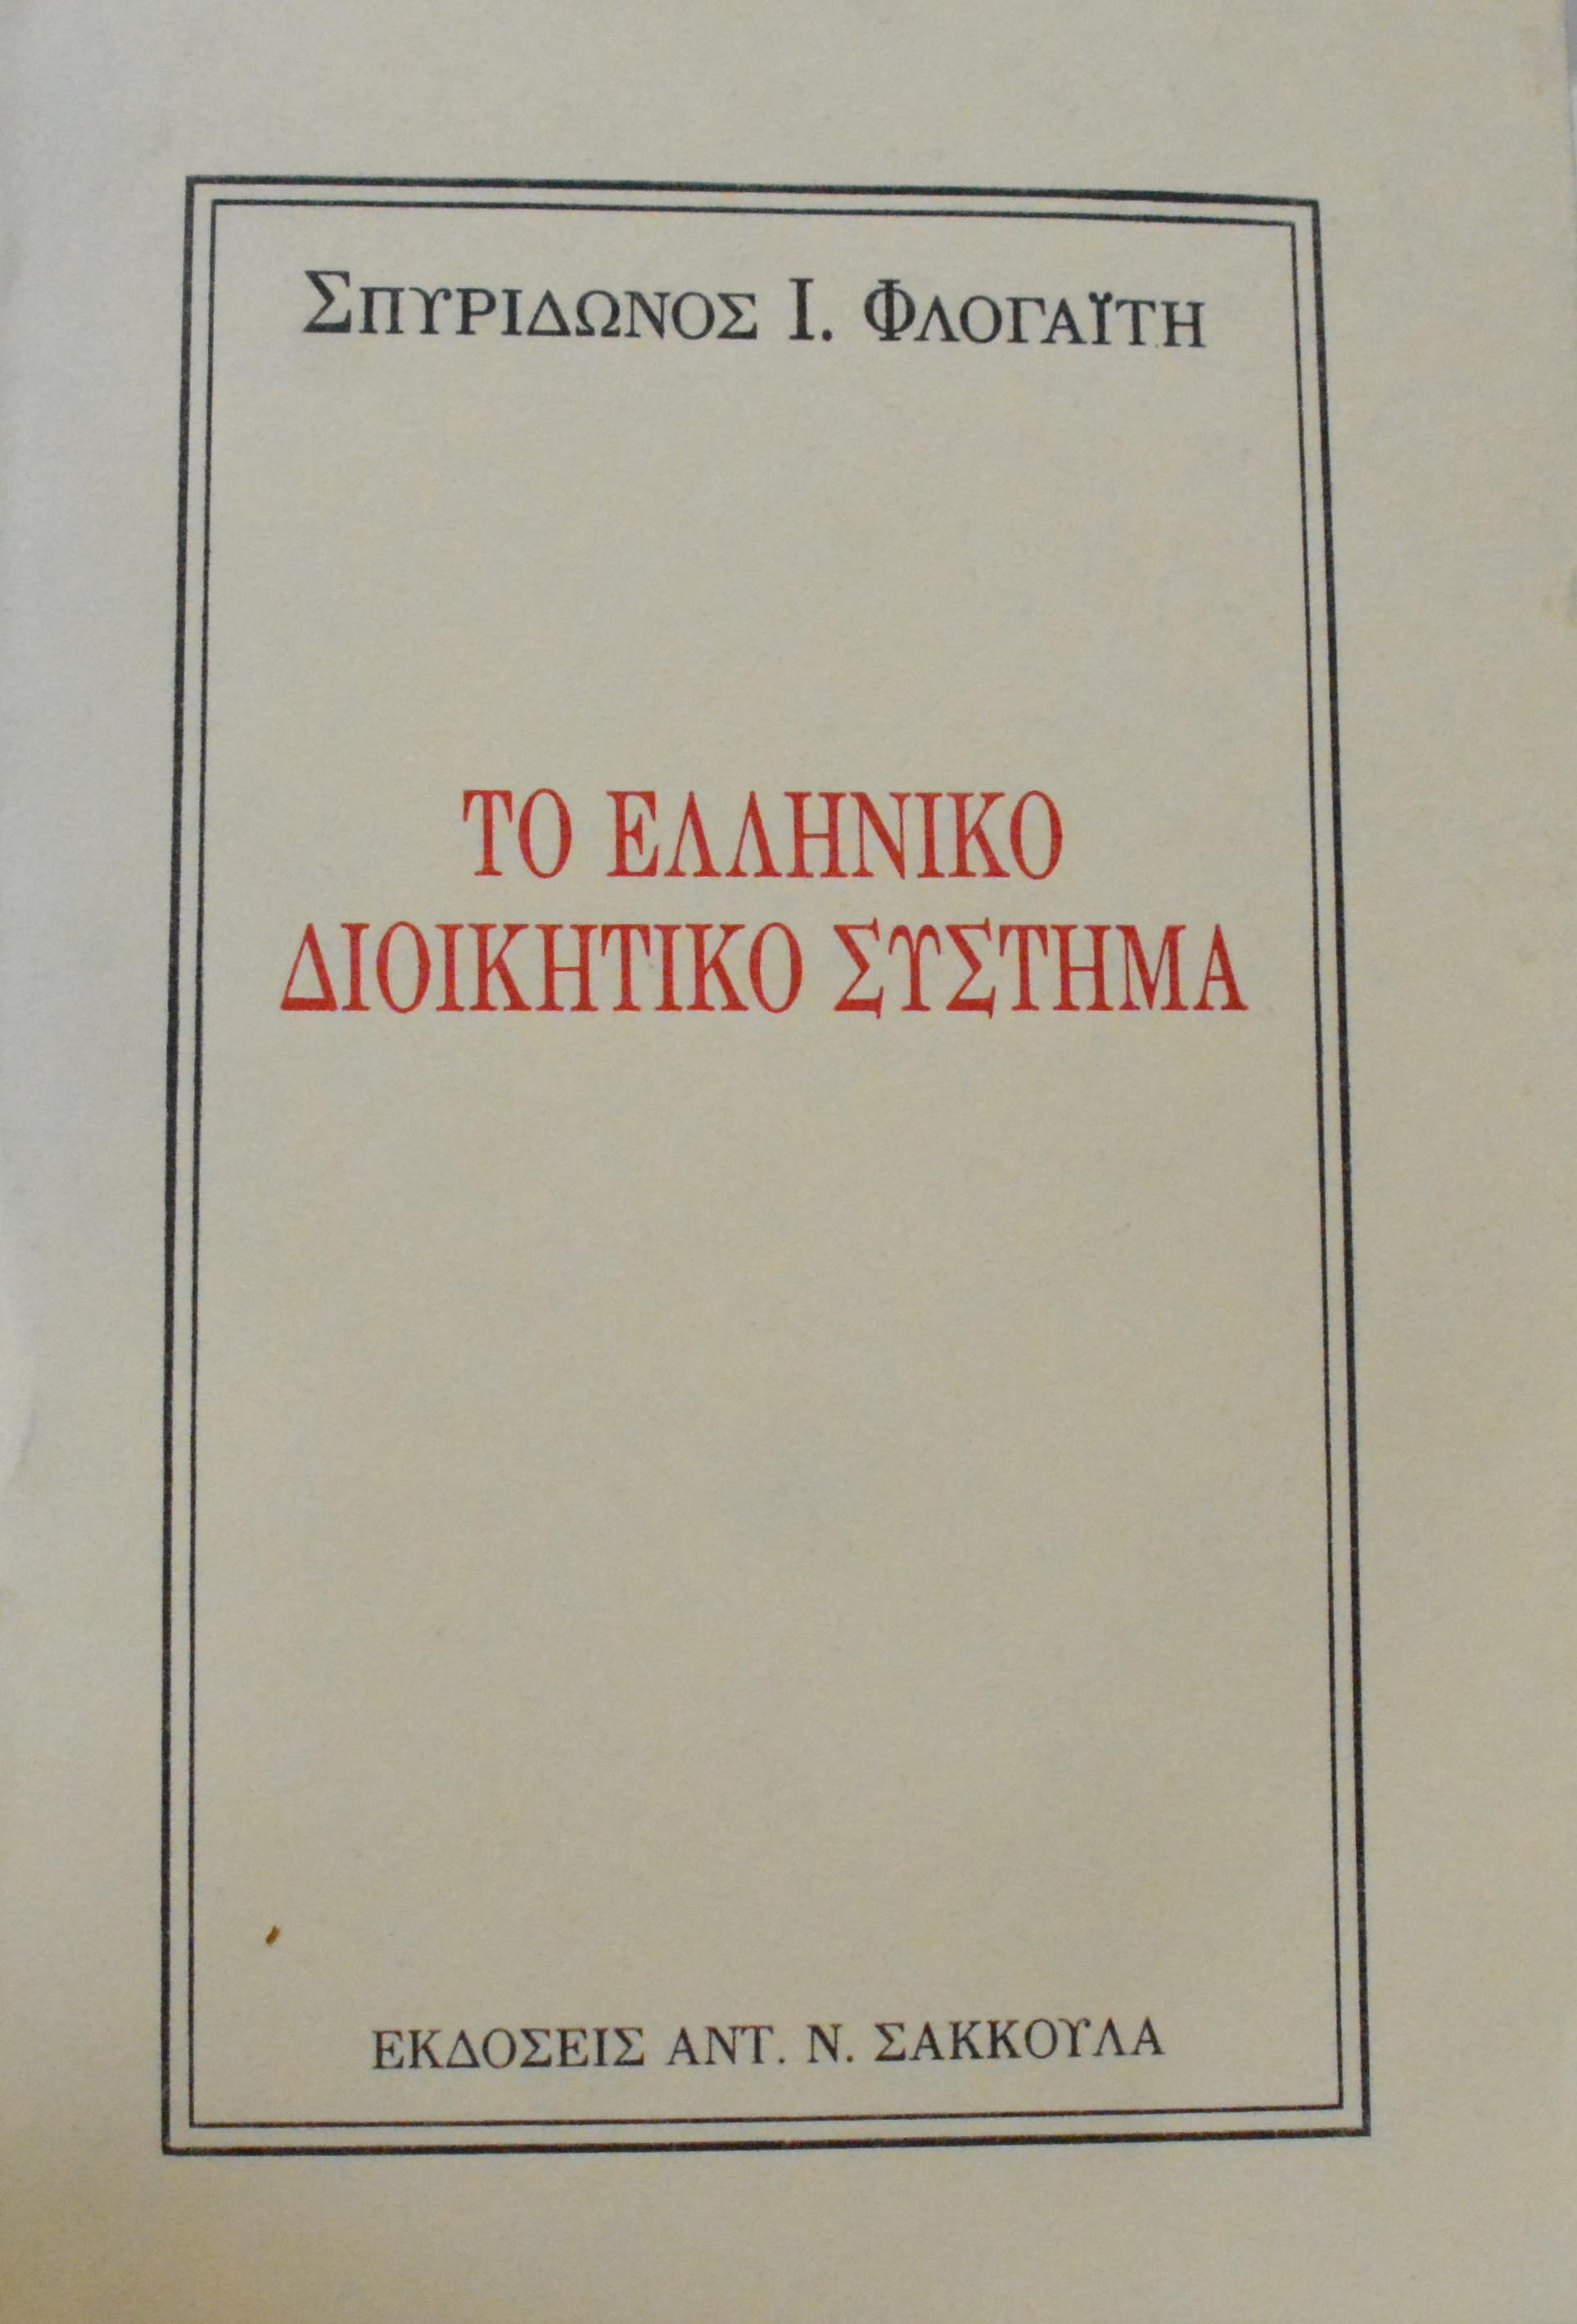 ΣΠΥΡΙΔΩΝΟΣ Ι. ΦΛΟΓΑΪΤΗ
ΤΟ ΕΛΛΗΝΙΚΟ
ΔΙΟΙΚΗΤΙΚΟ ΣΥΣΤΗΜΑ
ΕΚΔΟΣΕΙΣ ΑΝΤ. Ν. ΣΑΚΚΟΥΛΑ